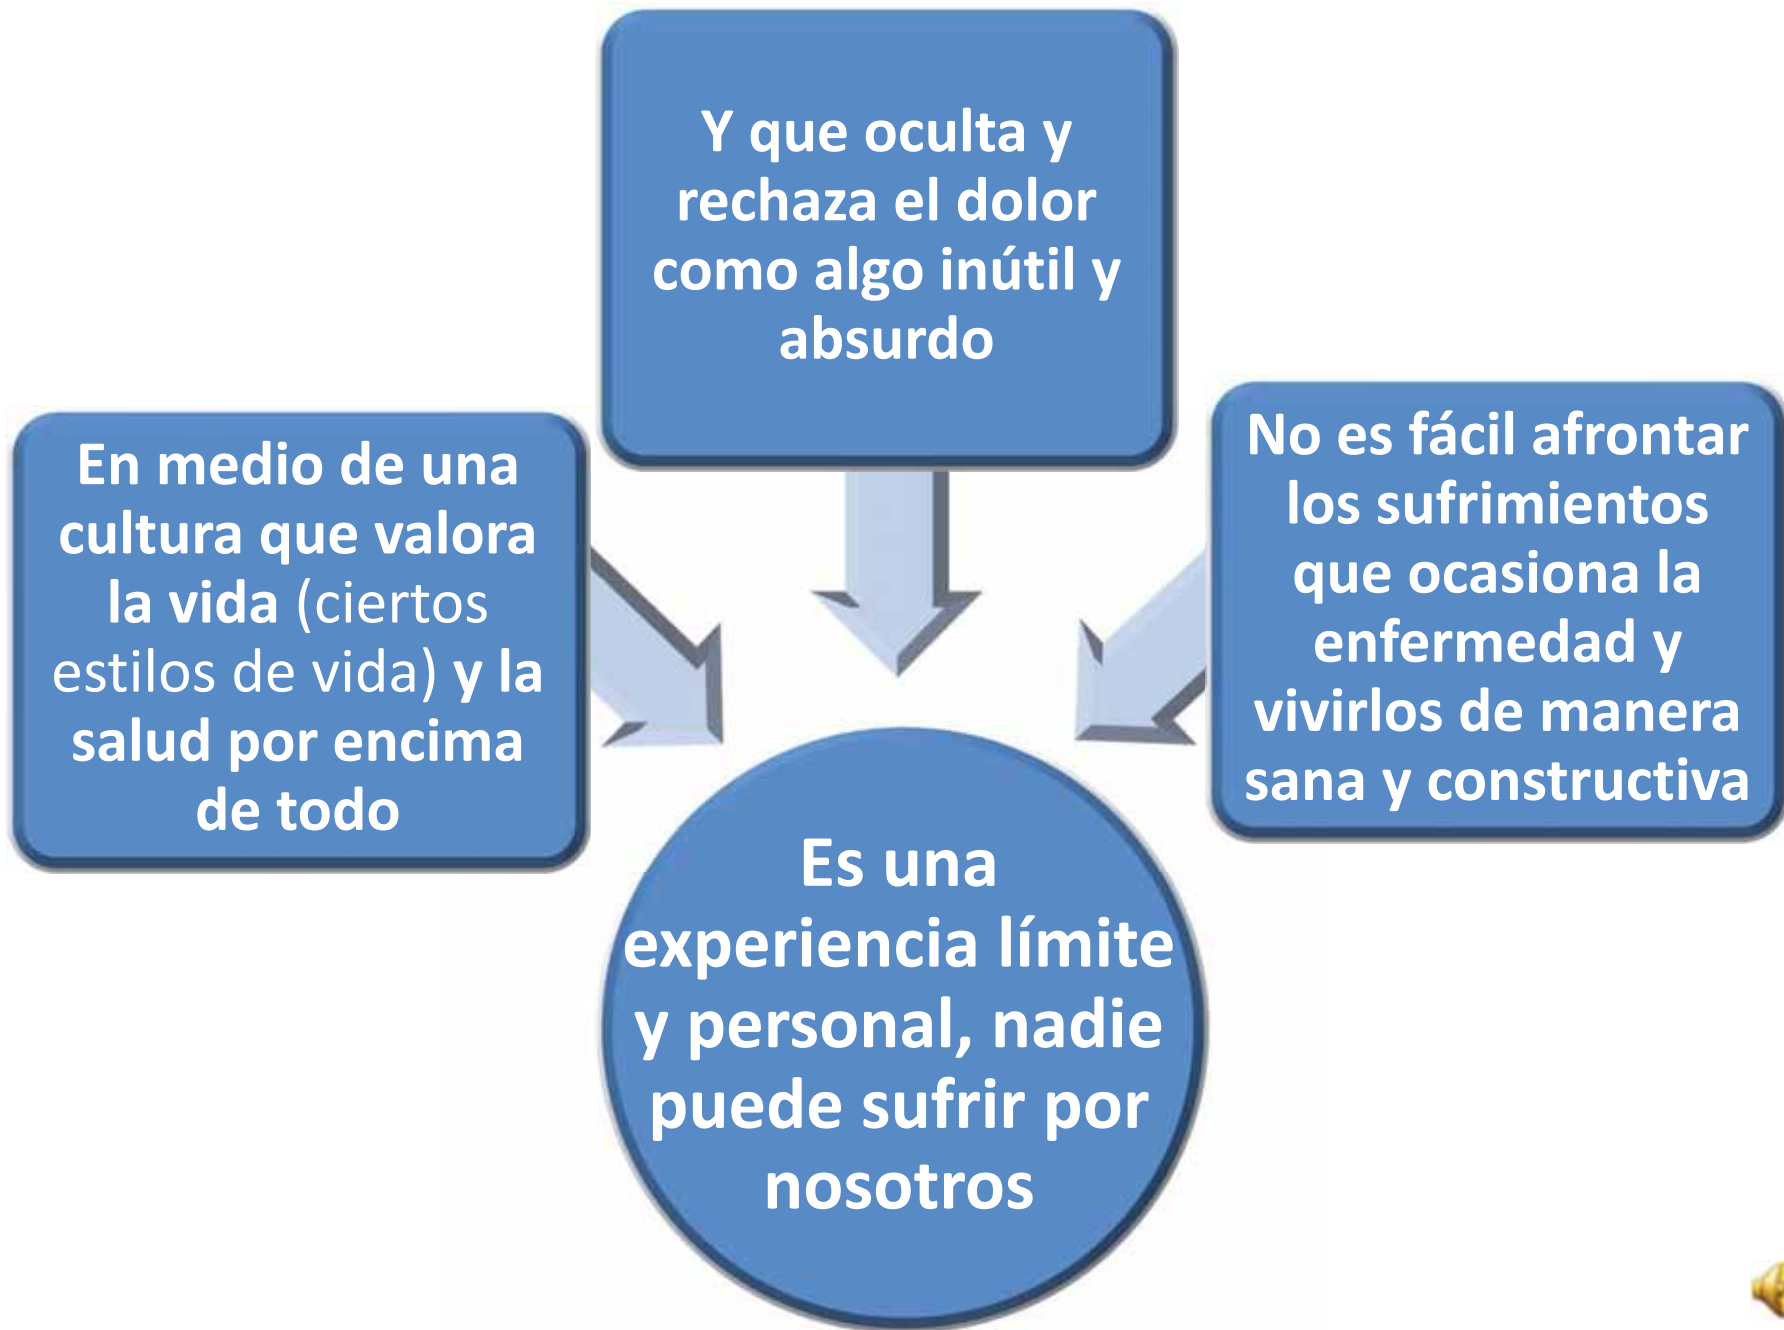 En medio de una
cultura que valora
la vida (ciertos
estilos de vida) y la
salud por encima
de todo
Y que oculta y
rechaza el dolor
como algo inútil y
absurdo
No es fácil afrontar
los sufrimientos
que ocasiona la
enfermedad y
vivirlos de manera
sana y constructiva
Es una
experiencia límite
y personal, nadie
puede sufrir por
nosotros